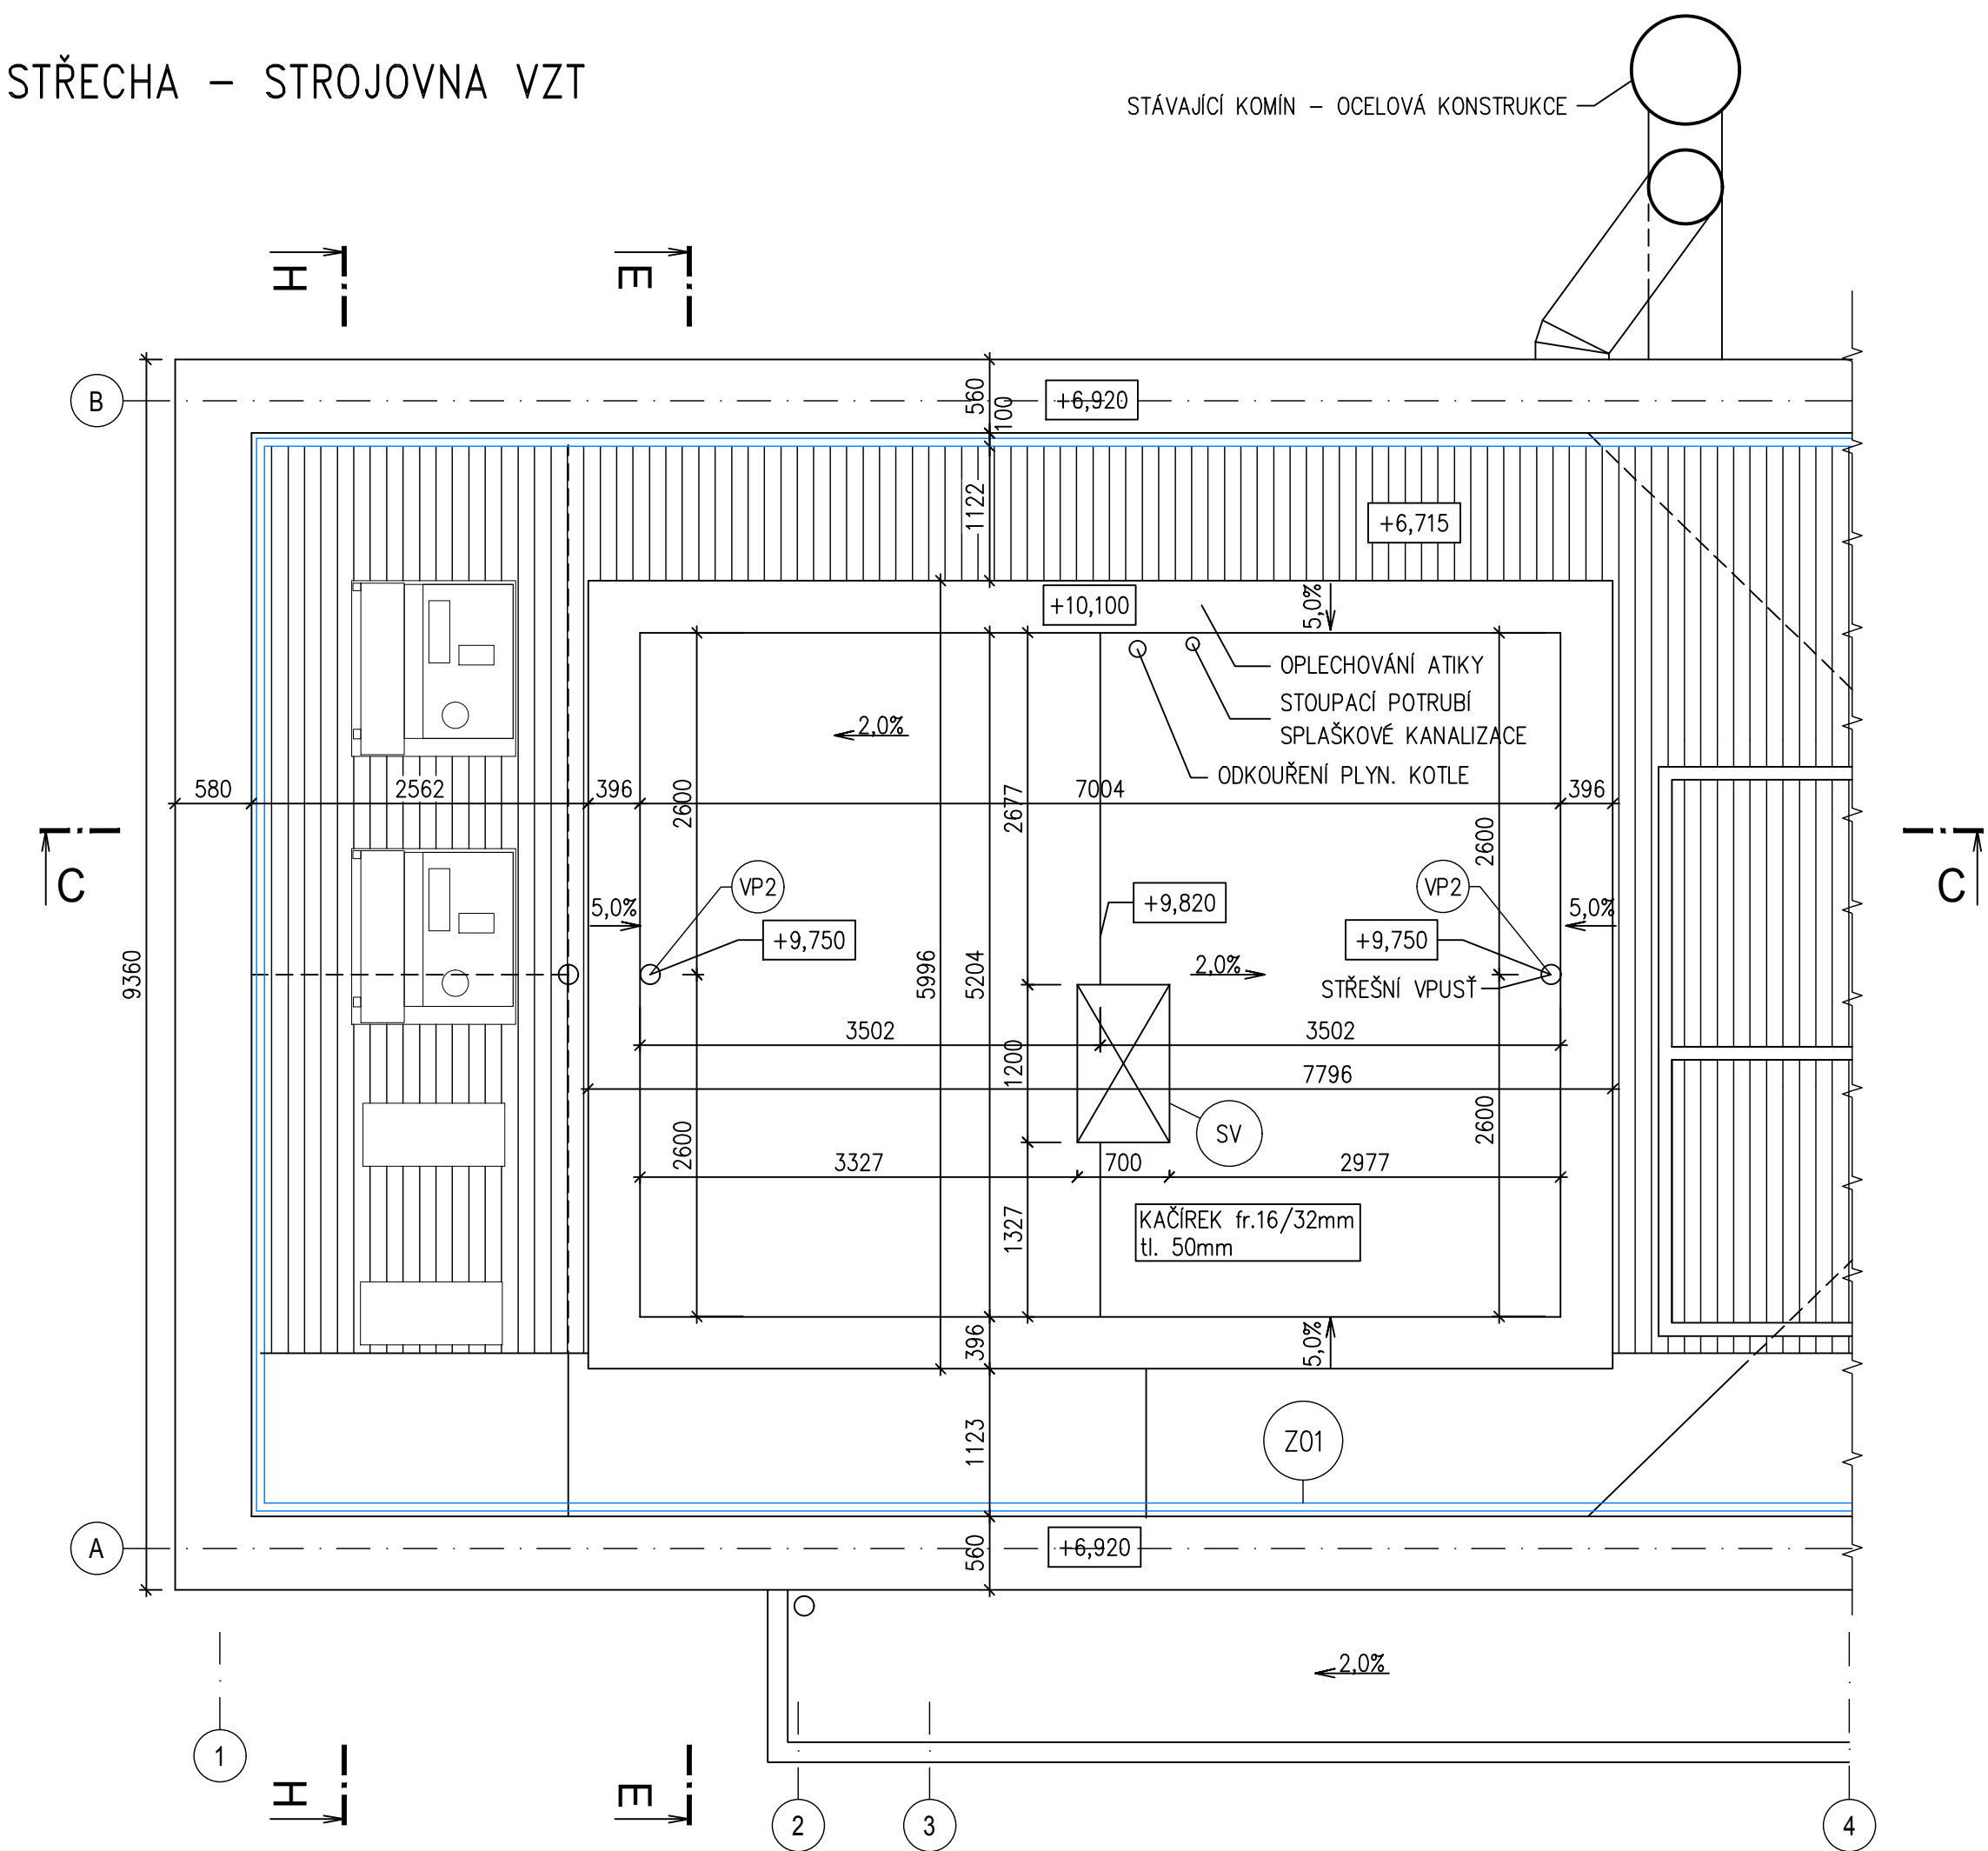 STŘECHA – STROJOVNA VZT
STÁVAJÍCÍ KOMÍN – OCELOVÁ KONSTRUKCE
H
E
B
560
+6,920
100
1122
+6,715
+10,100
5,0%
OPLECHOVÁNÍ ATIKY
STOUPACÍ POTRUBÍ
SPLAŠKOVÉ KANALIZACE
2,0%
ODKOUŘENÍ PLYN. KOTLE
580
2562
396
2600
2677
7004
2600
396
C
C
VP2
VP2
5,0%
+9,820
5,0%
+9,750
+9,750
9360
5996
5204
2,0%
STŘEŠNÍ VPUSŤ
3502
3502
1200
7796
2600
2600
SV
3327
700
2977
1327
KAČÍREK fr.16/32mm
tl. 50mm
396
5,0%
1123
Z01
A
560
+6,920
2,0%
1
H
E
2
3
4